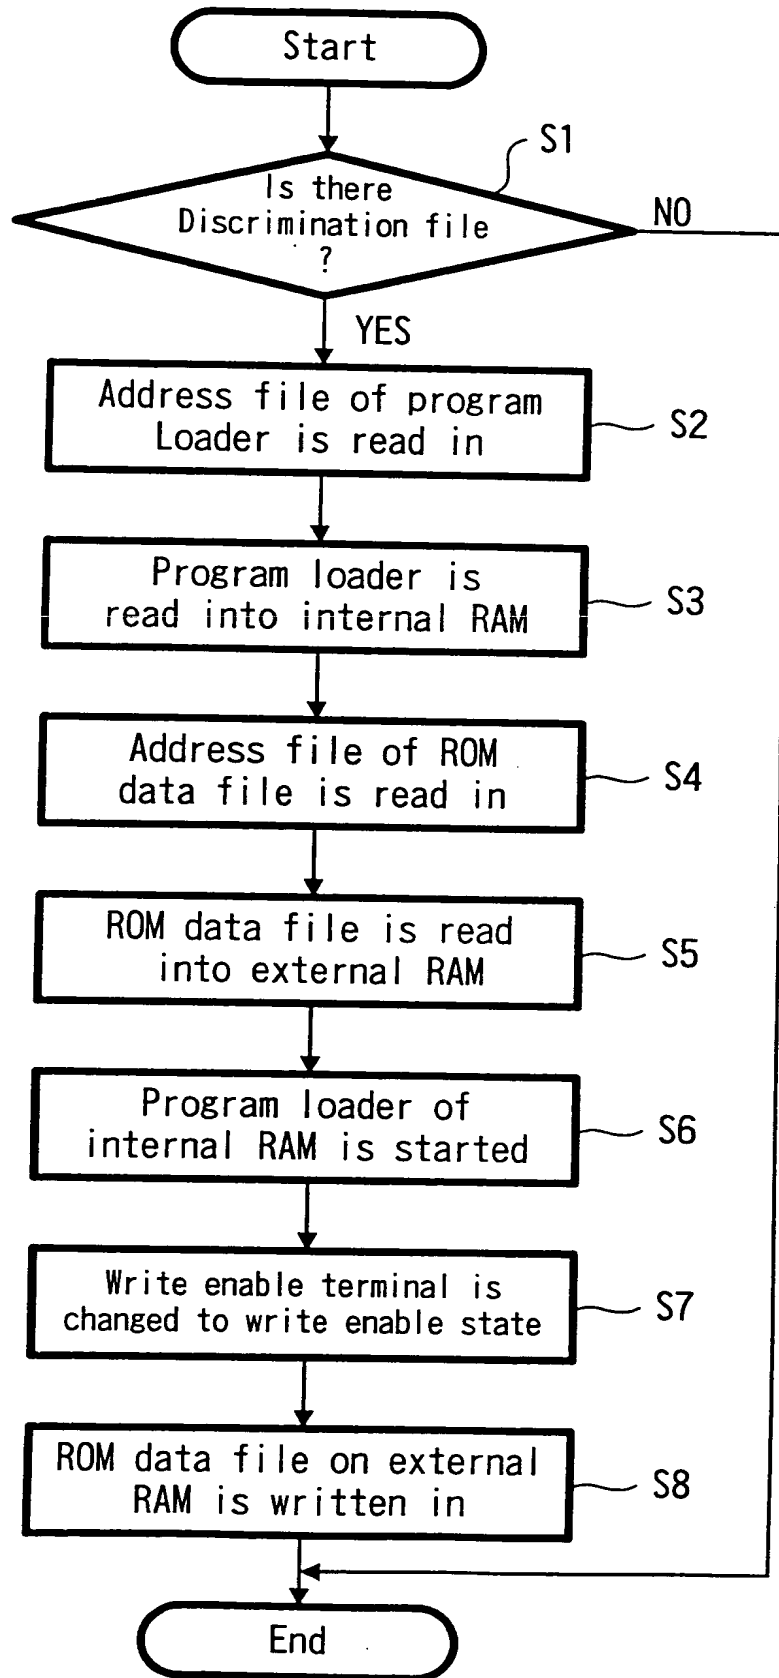 Start
S1
Is there
Discrimination file
?
NO
YES
Address file of program
Loader is read in
S2
Program loader is
read into internal RAM
S3
Address file of ROM
data file is read in
S4
ROM data file is read
into external RAM
S5
Program loader of
internal RAM is started
S6
Write enable terminal is
changed to write enable state
S7
ROM data file on external
RAM is written in
S8
End